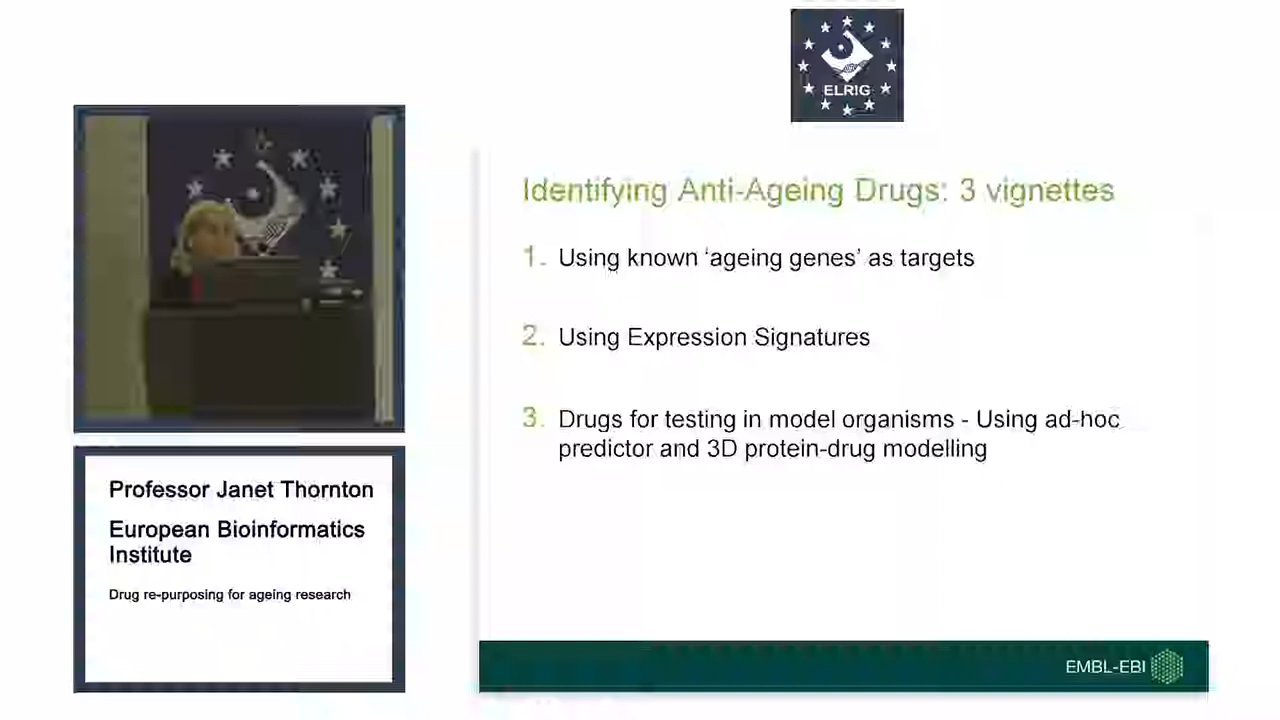 ELRIG
Identifying Anti-Ageing Drugs: 3 vignettes
1. Using known ‘ageing genes’ as targets
2. Using Expression Signatures
3. Drugs for testing in model organisms - Using ad-hoc
predictor and 3D protein-drug modelling
Professor Janet Thornton
European Bioinformatics
Institute
Drug re-purposing for ageing research
EMBL-EBI